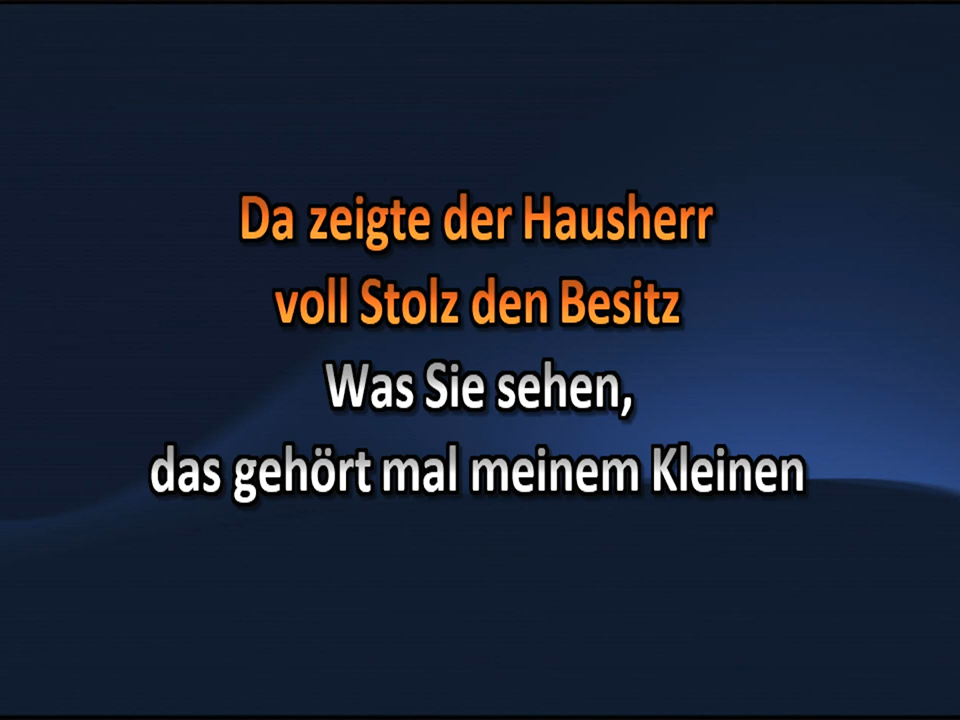 Da zeigte der Hausherr
voll Stolz den Besitz
Was Sie sehen,
das gehört mal meinem Kleinen